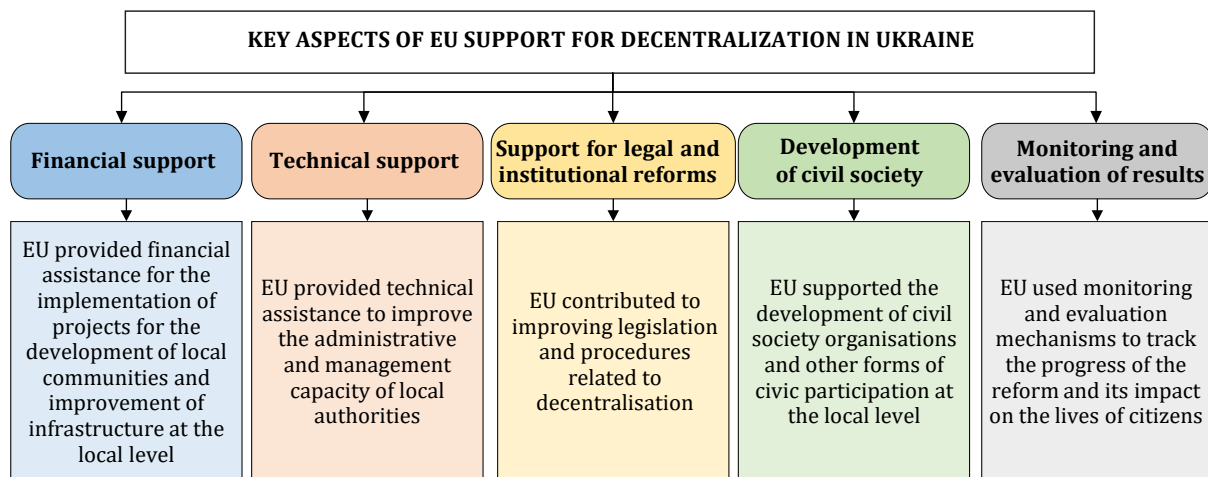 KEY ASPECTS OF EU SUPPORT FOR DECENTRALIZATION IN UKRAINE
Financial support
Technical support
Support for legal and
institutional reforms
Development
of civil society
Monitoring and
evaluation of results
EU provided financial
assistance for the
implementation of
projects for the
development of local
communities and
improvement of
infrastructure at the
local level
EU provided technical
assistance to improve
the administrative
and management
capacity of local
authorities
EU contributed to
improving legislation
and procedures
related to
decentralisation
EU supported the
development of civil
society organisations
and other forms of
civic participation at
the local level
EU used monitoring
and evaluation
mechanisms to track
the progress of the
reform and its impact
on the lives of citizens